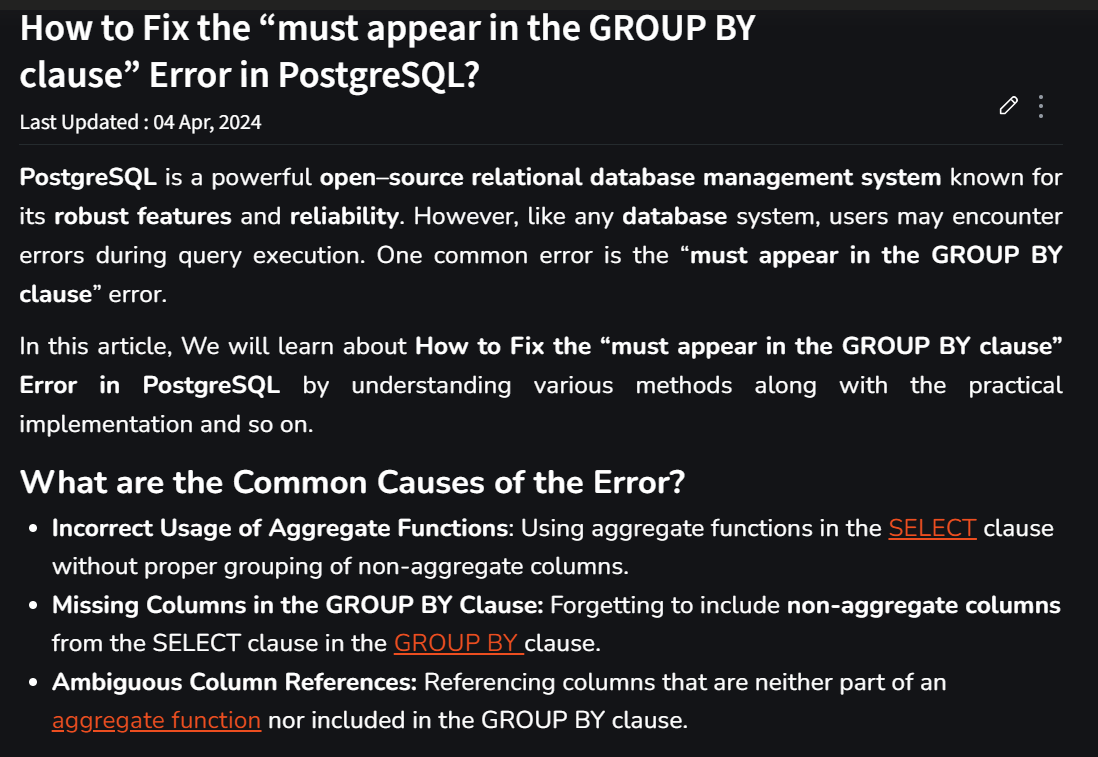 How to Fix the “must appear in the GROUP BY
clause” Error in PostgreSQL?
Last Updated : 04 Apr, 2024
PostgreSQL is a powerful open–source relational database management system known for
its robust features and reliability. However, like any database system, users may encounter
errors during query execution. One common error is the “must appear in the GROUP BY
clause” error.
In this article, We will learn about How to Fix the “must appear in the GROUP BY clause”
Error in PostgreSQL by understanding various methods along with the practical
implementation and so on.
What are the Common Causes of the Error?
• Incorrect Usage of Aggregate Functions: Using aggregate functions in the SELECT clause
without proper grouping of non-aggregate columns.
• Missing Columns in the GROUP BY Clause: Forgetting to include non-aggregate columns
from the SELECT clause in the GROUP BY clause.
• Ambiguous Column References: Referencing columns that are neither part of an
aggregate function nor included in the GROUP BY clause.